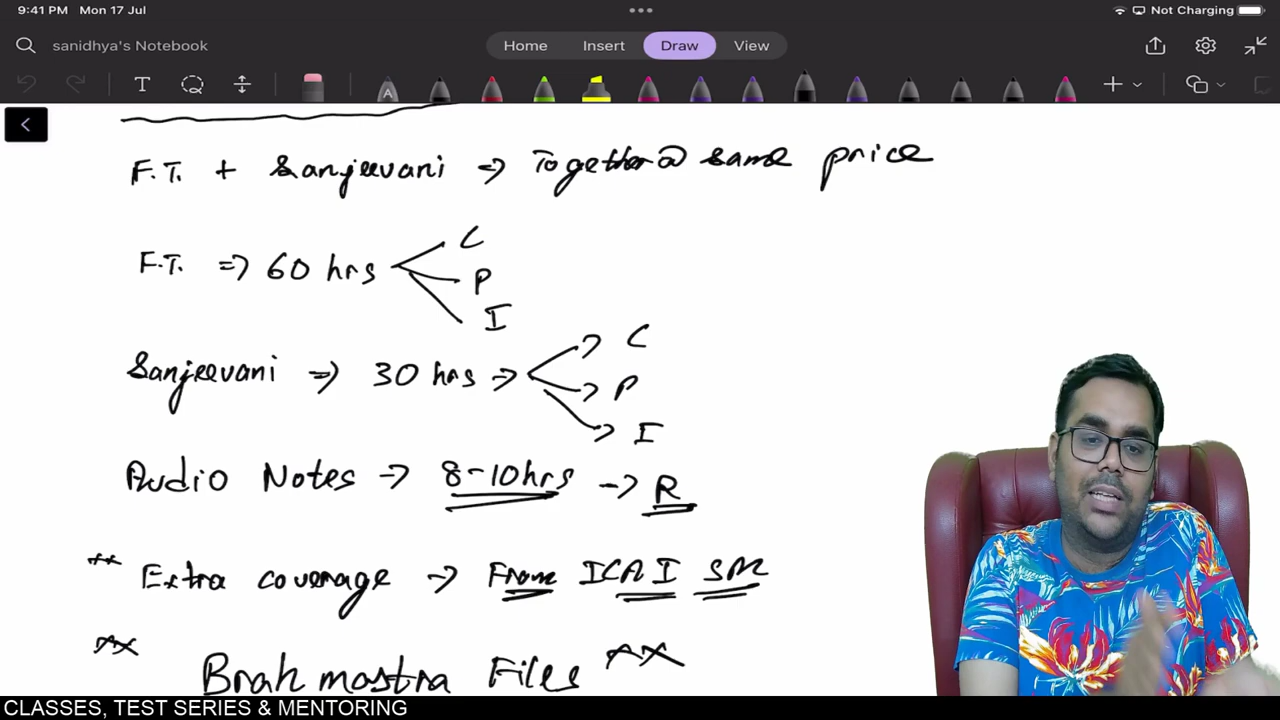 9:41 PM Mon 17 Jul
Not Charging
sanidhya's Notebook
Home Insert Draw View
T A
F.T. + Sanjeevani => Together @ same price
F.T. => 60 hrs
C
P
I
Sanjeevani => 30 hrs →
→ C
→ P
→ I
Audio Notes → 8-10hrs → R
** Extra coverage → From ICAI SM
** Brahmastra Files **
CLASSES, TEST SERIES & MENTORING